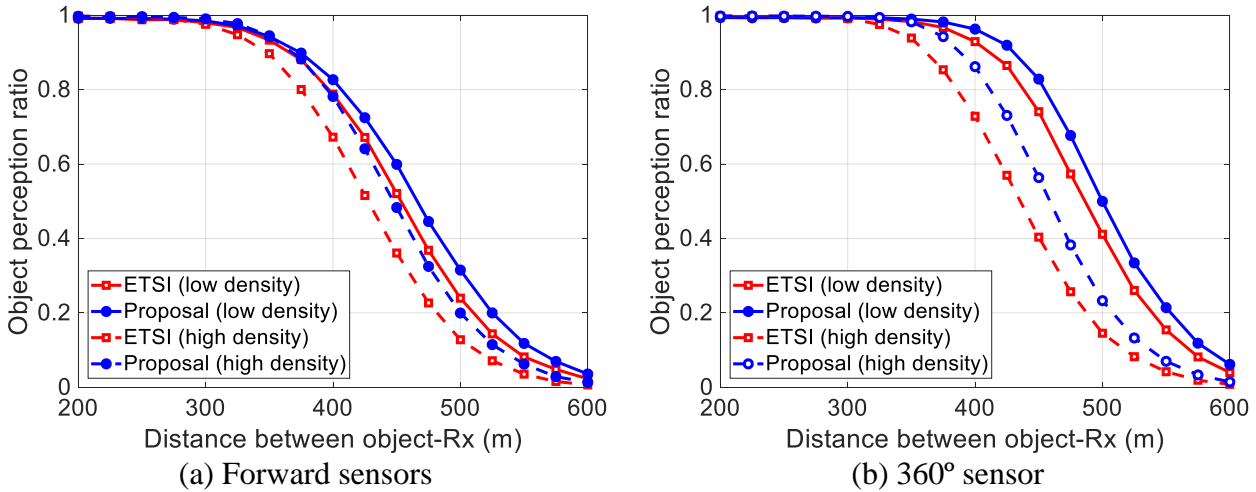 Object perception ratio
1
0.8
0.6
0.4
0.2
0
ETSI (low density)
Proposal (low density)
ETSI (high density)
Proposal (high density)
200 300 400 500 600
Distance between object-Rx (m)
(a) Forward sensors
Object perception ratio
1
0.8
0.6
0.4
0.2
0
ETSI (low density)
Proposal (low density)
ETSI (high density)
Proposal (high density)
200 300 400 500 600
Distance between object-Rx (m)
(b) 360º sensor